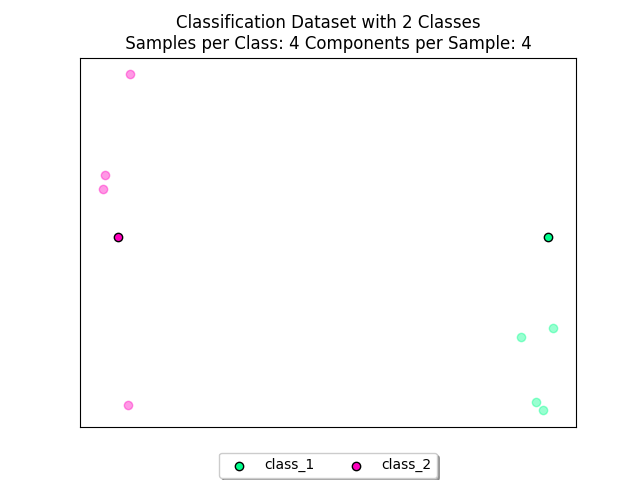 Classification Dataset with 2 Classes
Samples per Class: 4 Components per Sample: 4
class_1 class_2